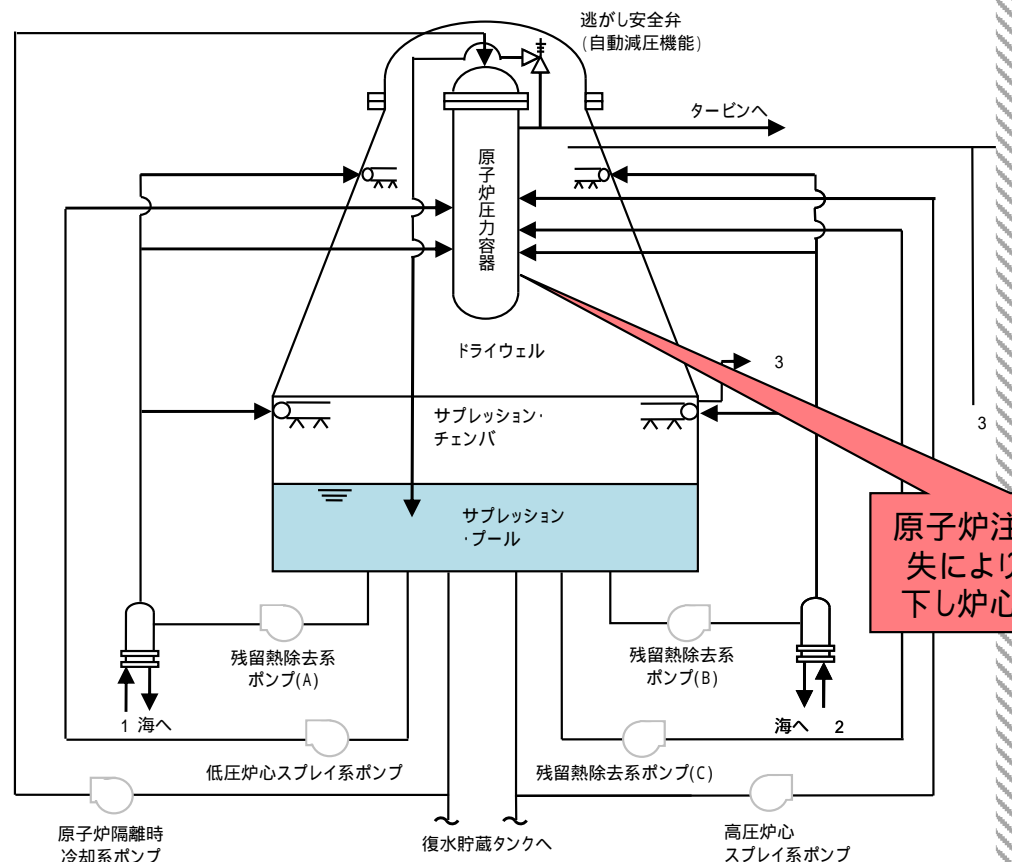 逃がし安全弁
(自動減圧機能)
タービンへ
原子炉圧力容器
ドライウェル
3
3
サプレッション・
チェンバ
サプレッション
・プール
原子炉注
失により
下し炉心
残留熱除去系
ポンプ(A)
残留熱除去系
ポンプ(B)
1 海へ
海へ 2
低圧炉心スプレイ系ポンプ
残留熱除去系ポンプ(C)
原子炉隔離時
冷却系ポンプ
復水貯蔵タンクへ
高圧炉心
スプレイ系ポンプ